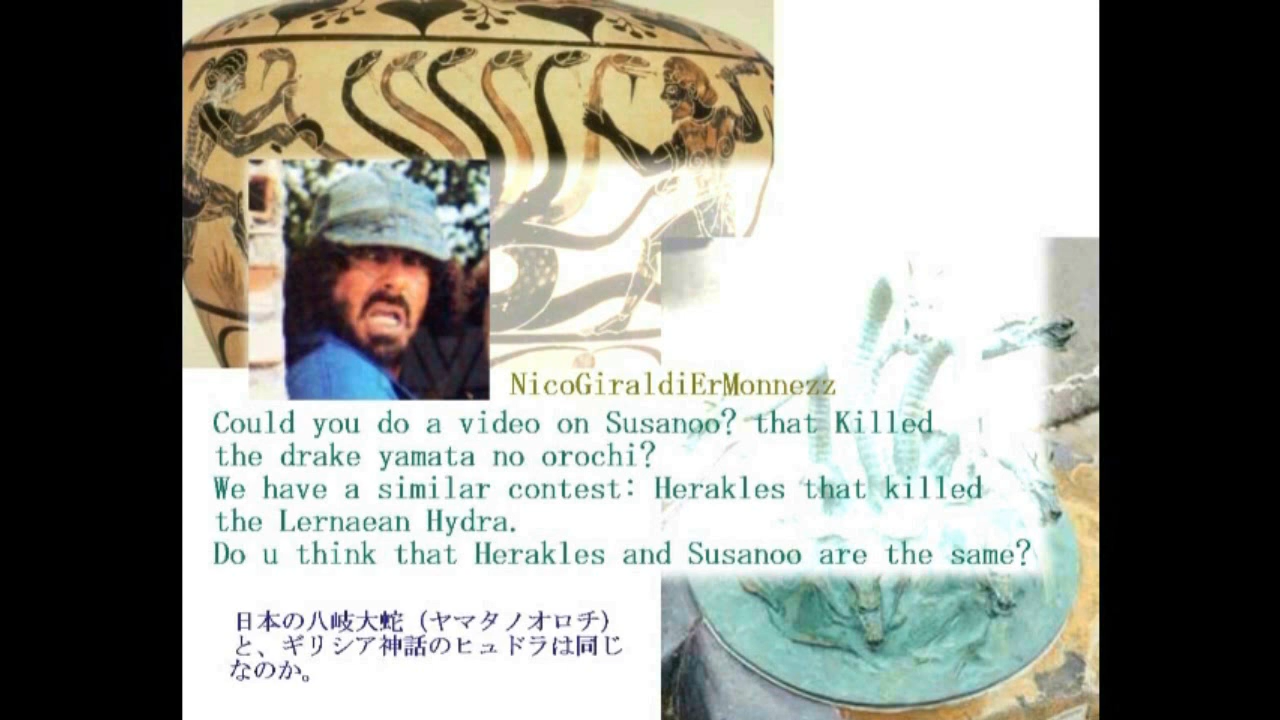 NicoGiraldiErMonnezz
Could you do a video on Susanoo? that Killed
the drake yamata no orochi?
We have a similar contest: Herakles that killed
the Lernaean Hydra.
Do u think that Herakles and Susanoo are the same?
日本の八岐大蛇（ヤマタノオロチ）
と、ギリシア神話のヒュドラは同じ
なのか。